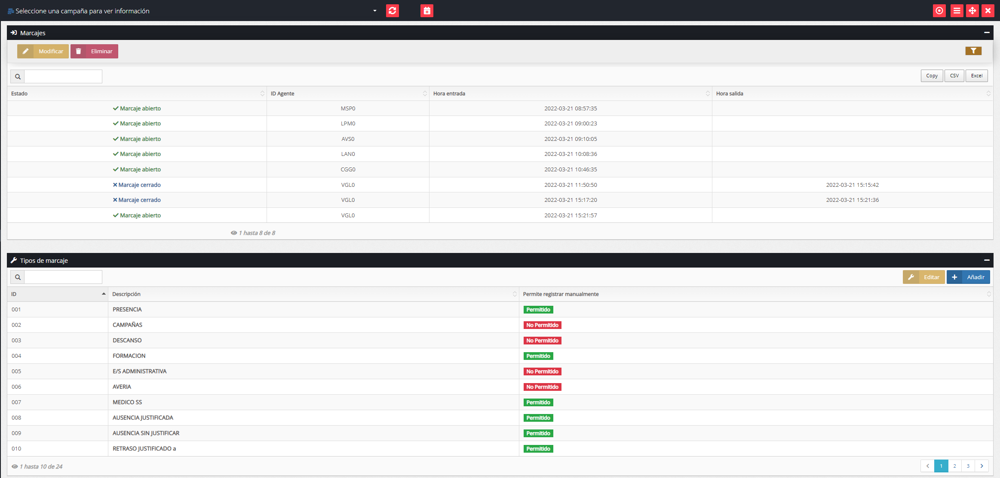 Seleccione una campaña para ver información
Marcajes
Modificar Eliminar
Copy CSV Excel
Estado ID Agente Hora entrada Hora salida
Marcaje abierto MSP0 2022-03-21 08:57:35
Marcaje abierto LPM0 2022-03-21 09:00:23
Marcaje abierto AVS0 2022-03-21 09:10:05
Marcaje abierto LAN0 2022-03-21 10:08:36
Marcaje abierto CGG0 2022-03-21 10:46:35
Marcaje cerrado VGL0 2022-03-21 11:50:50 2022-03-21 15:15:42
Marcaje cerrado VGL0 2022-03-21 15:17:20 2022-03-21 15:21:36
Marcaje abierto VGL0 2022-03-21 15:21:57
1 hasta 8 de 8
Tipos de marcaje
Editar Añadir
ID Descripción Permite registrar manualmente
001 PRESENCIA Permitido
002 CAMPAÑAS No Permitido
003 DESCANSO No Permitido
004 FORMACION Permitido
005 E/S ADMINISTRATIVA No Permitido
006 AVERIA No Permitido
007 MEDICO SS Permitido
008 AUSENCIA JUSTIFICADA Permitido
009 AUSENCIA SIN JUSTIFICAR Permitido
010 RETRASO JUSTIFICADO a Permitido
1 hasta 10 de 24
1 2 3